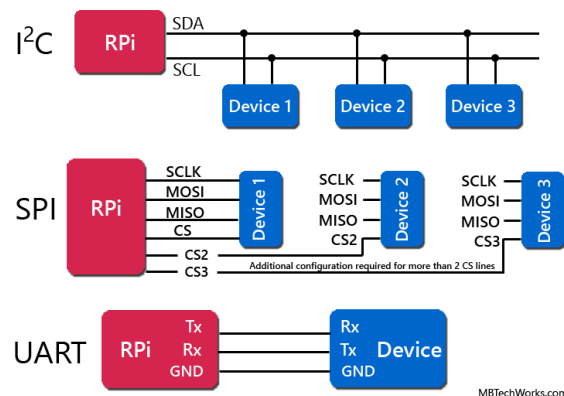 I²C
RPi
SDA
SCL
Device 1
Device 2
Device 3
SPI
RPi
SCLK
MOSI
MISO
CS
CS2
CS3
Device 1
SCLK
MOSI
MISO
CS2
Device 2
SCLK
MOSI
MISO
CS3
Device 3
Additional configuration required for more than 2 CS lines
UART
RPi
Tx
Rx
GND
Rx
Tx
GND
Device
MBTechWorks.com